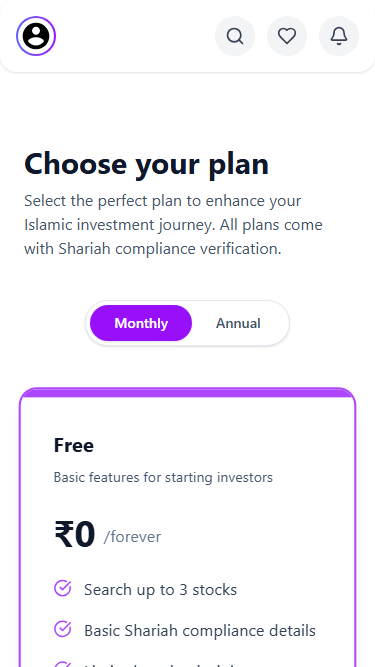 Choose your plan
Select the perfect plan to enhance your
Islamic investment journey. All plans come
with Shariah compliance verification.
Monthly
Annual
Free
Basic features for starting investors
₹0 /forever
Search up to 3 stocks
Basic Shariah compliance details